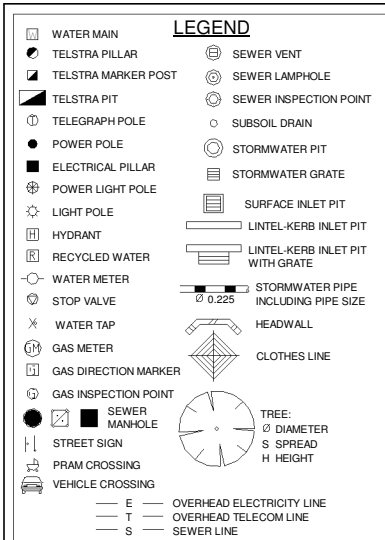 LEGEND
W WATER MAIN
TELSTRA PILLAR
TELSTRA MARKER POST
TELSTRA PIT
TELEGRAPH POLE
POWER POLE
ELECTRICAL PILLAR
POWER LIGHT POLE
LIGHT POLE
H HYDRANT
R RECYCLED WATER
WATER METER
STOP VALVE
WATER TAP
GM GAS METER
GAS DIRECTION MARKER
G GAS INSPECTION POINT
SEWER
MANHOLE
STREET SIGN
PRAM CROSSING
VEHICLE CROSSING
SEWER VENT
SEWER LAMPHOLE
SEWER INSPECTION POINT
SUBSOIL DRAIN
STORMWATER PIT
STORMWATER GRATE
SURFACE INLET PIT
LINTEL-KERB INLET PIT
LINTEL-KERB INLET PIT
WITH GRATE
STORMWATER PIPE
Ø 0.225 INCLUDING PIPE SIZE
HEADWALL
CLOTHES LINE
TREE:
Ø DIAMETER
S SPREAD
H HEIGHT
E OVERHEAD ELECTRICITY LINE
T OVERHEAD TELECOM LINE
S SEWER LINE